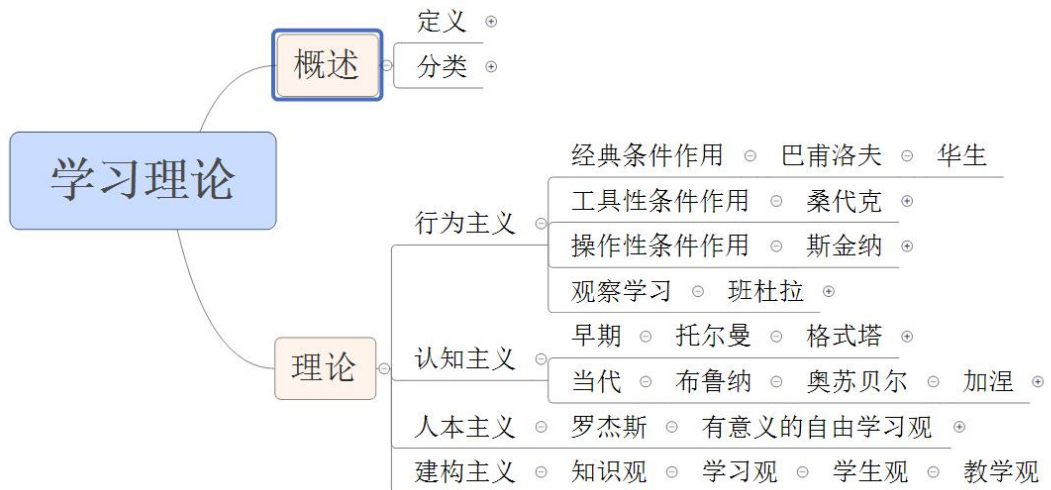 定义
概述
分类
学习理论
经典条件作用 巴甫洛夫 华生
工具性条件作用 桑代克
行为主义
操作性条件作用 斯金纳
观察学习 班杜拉
早期 托尔曼 格式塔
认知主义
理论
当代 布鲁纳 奥苏贝尔 加涅
人本主义 罗杰斯 有意义的自由学习观
建构主义 知识观 学习观 学生观 教学观